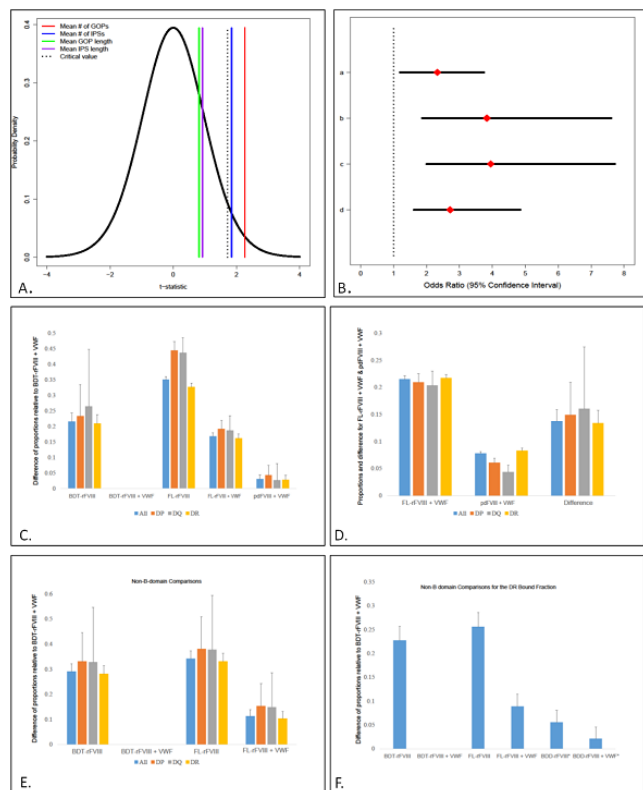 Mean # of GOPs
Mean # of IPSs
Mean GOP length
Mean IPS length
Critical value
Probability Density
0.4
0.3
0.2
0.1
0.0
-4
-2
0
2
4
t-statistic
A.
a
b
c
d
0
1
2
3
4
5
6
7
8
Odds Ratio (95% Confidence Interval)
B.
Difference of proportions relative to BDT-rFVIII + VWF
0.5
0.45
0.4
0.35
0.3
0.25
0.2
0.15
0.1
0.05
0
BDT-rFVIII
BDT-rFVIII + VWF
FL-rFVIII
FL-rFVIII + VWF
pdFVIII + VWF
All
DP
DQ
DR
C.
Proportions and difference for FL-rFVIII + VWF & pdFVIII + VWF
0.3
0.25
0.2
0.15
0.1
0.05
0
FL-rFVIII + VWF
pdFVIII + VWF
Difference
All
DP
DQ
DR
D.
Non-B-domain Comparisons
Difference of proportions relative to BDT-rFVIII + VWF
0.6
0.5
0.4
0.3
0.2
0.1
0
BDT-rFVIII
BDT-rFVIII + VWF
FL-rFVIII
FL-rFVIII + VWF
All
DP
DQ
DR
E.
Non-B domain Comparisons for the DR Bound Fraction
Difference of proportions relative to BDT-rFVIII + VWF
0.35
0.3
0.25
0.2
0.15
0.1
0.05
0
BDT-rFVIII
BDT-rFVIII + VWF
FL-rFVIII
FL-rFVIII + VWF
F.